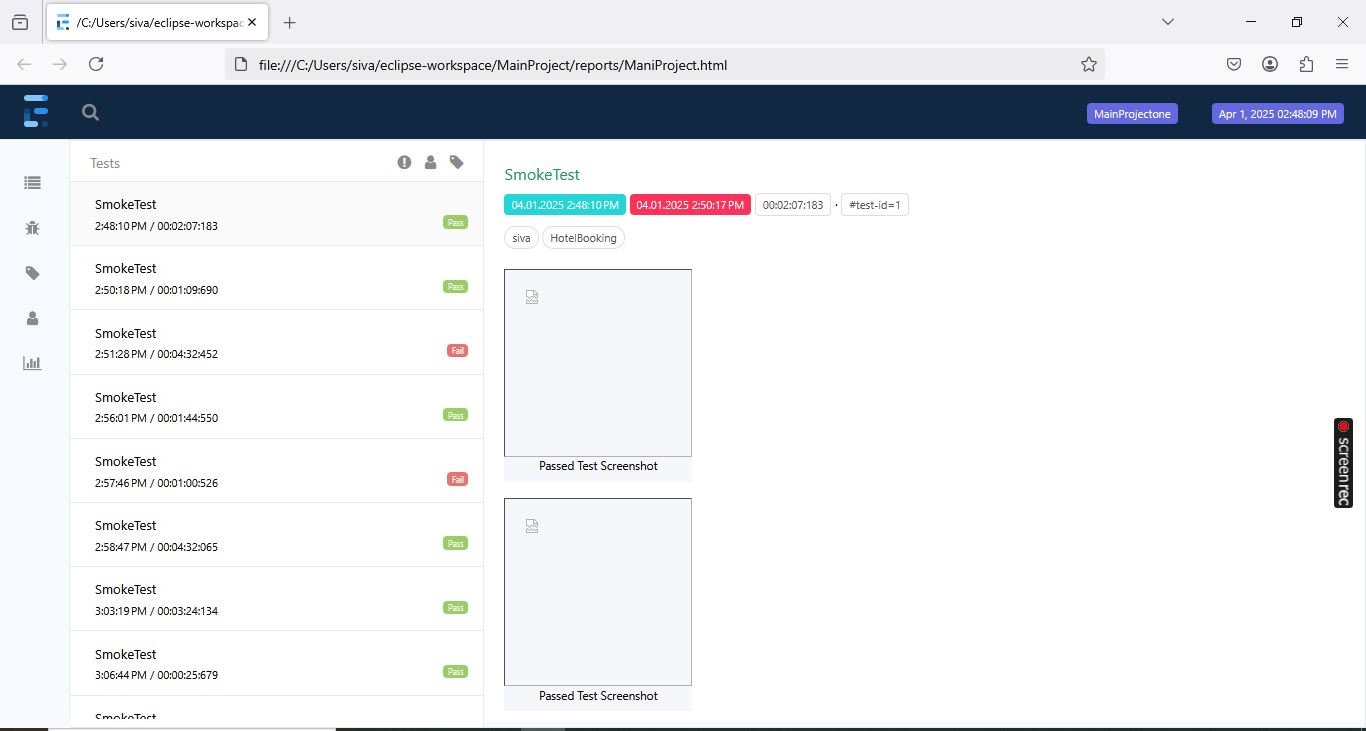 /C:/Users/siva/eclipse-workspac
file:///C:/Users/siva/eclipse-workspace/MainProject/reports/ManiProject.html
MainProjectone
Apr 1, 2025 02:48:09 PM
Tests
SmokeTest
2:48:10 PM / 00:02:07:183
Pass
SmokeTest
2:50:18 PM / 00:01:09:690
Pass
SmokeTest
2:51:28 PM / 00:04:32:452
Fail
SmokeTest
2:56:01 PM / 00:01:44:550
Pass
SmokeTest
2:57:46 PM / 00:01:00:526
Fail
SmokeTest
2:58:47 PM / 00:04:32:065
Pass
SmokeTest
3:03:19 PM / 00:03:24:134
Pass
SmokeTest
3:06:44 PM / 00:00:25:679
Pass
SmokeTest
SmokeTest
04.01.2025 2:48:10 PM 04.01.2025 2:50:17 PM 00:02:07:183 · #test-id=1
siva HotelBooking
Passed Test Screenshot
Passed Test Screenshot
screenrec